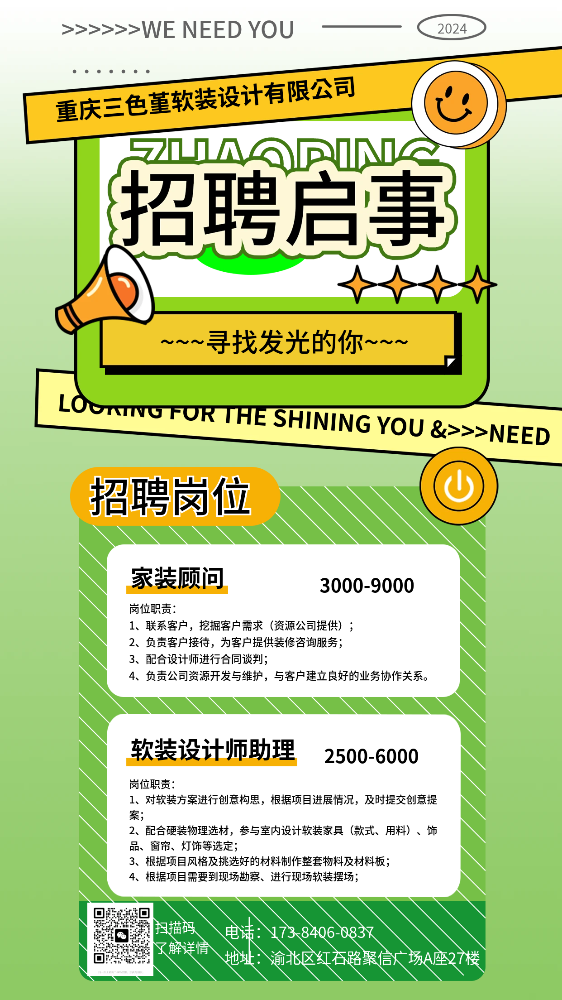 >>>>>>WE NEED YOU
2024
重庆三色堇软装设计有限公司
ZHAOPING
招聘启事
~~~寻找发光的你~~~
LOOKING FOR THE SHINING YOU &>>>NEED
招聘岗位
家装顾问
3000-9000
岗位职责：
1、联系客户，挖掘客户需求（资源公司提供）；
2、负责客户接待，为客户提供装修咨询服务；
3、配合设计师进行合同谈判；
4、负责公司资源开发与维护，与客户建立良好的业务协作关系。
软装设计师助理
2500-6000
岗位职责：
1、对软装方案进行创意构思，根据项目进展情况，及时提交创意提
案；
2、配合硬装物理选材，参与室内设计软装家具（款式、用料）、饰
品、窗帘、灯饰等选定；
3、根据项目风格及挑选好的材料制作整套物料及材料板；
4、根据项目需要到现场勘察、进行现场软装摆场；
扫描码
了解详情
电话：173-8406-0837
地址：渝北区红石路聚信广场A座27楼